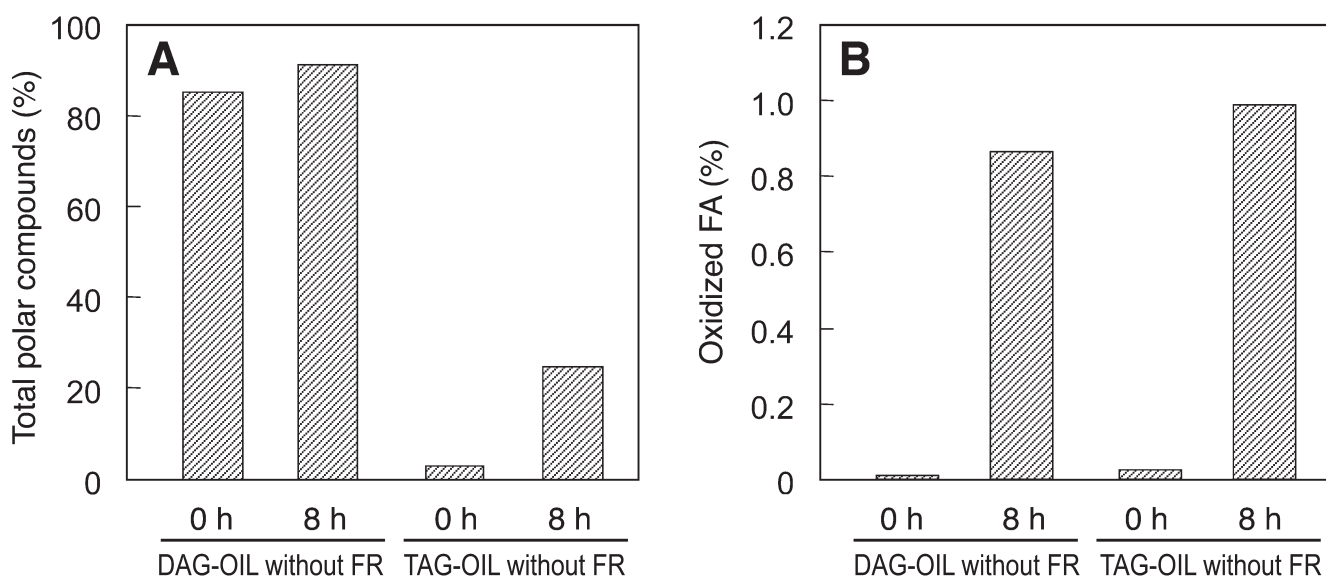 A
Total polar compounds (%)
100
80
60
40
20
0
0 h 8 h 0 h 8 h
DAG-OIL without FR TAG-OIL without FR
B
Oxidized FA (%)
1.2
1.0
0.8
0.6
0.4
0.2
0
0 h 8 h 0 h 8 h
DAG-OIL without FR TAG-OIL without FR